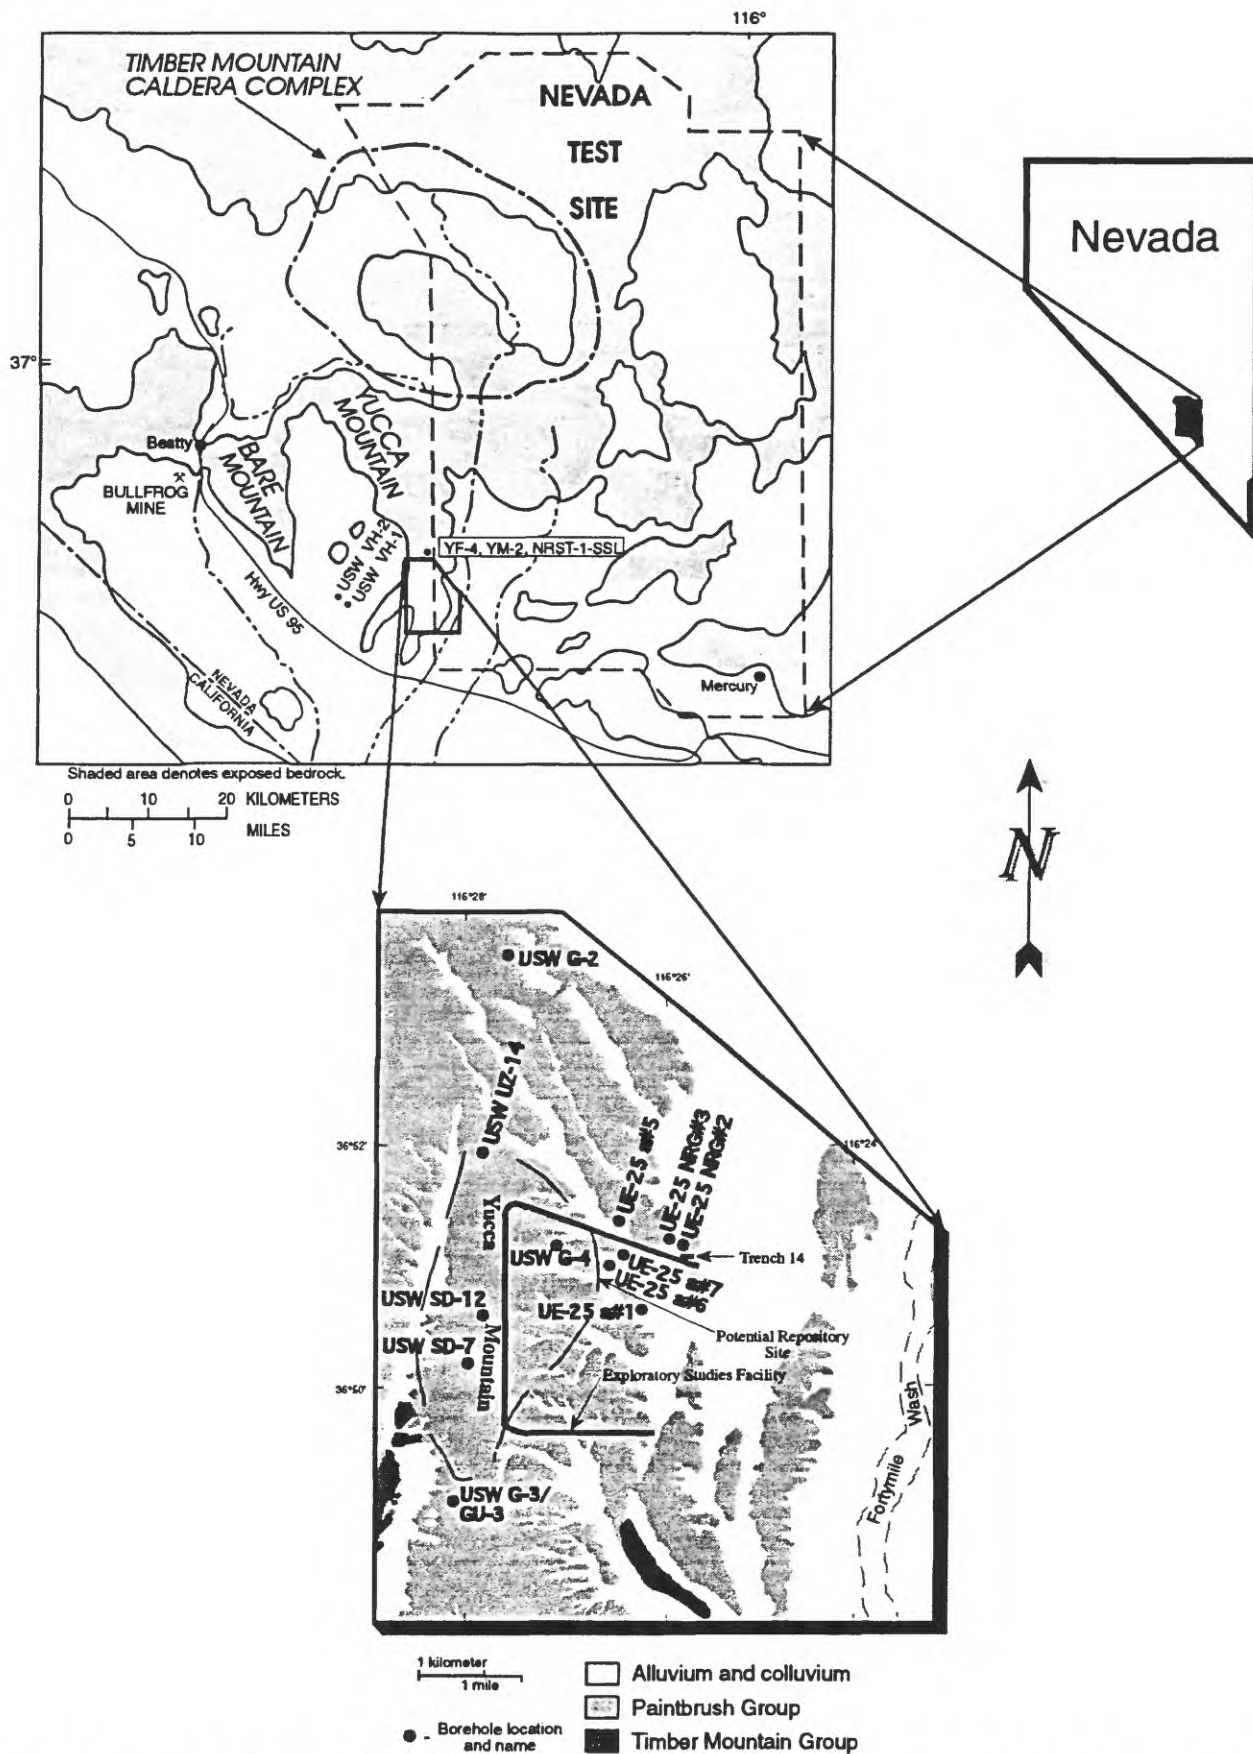 116°
TIMBER MOUNTAIN
CALDERA COMPLEX
NEVADA
TEST
SITE
Nevada
37°
YUCCA
MOUNTAIN
Beatty
BARE
MOUNTAIN
BULLFROG
MINE
USW VH-2
USW VH-1
YF-4, YM-2, NRST-1-SSL
Hwy US 95
NEVADA
CALIFORNIA
Mercury
Shaded area denotes exposed bedrock.
0 10 20 KILOMETERS
0 5 10 MILES
N
116°28'
USW G-2
116°26'
USW UZ-14
36°52'
UE-25 a#5
UE-25 NRG#3
UE-25 NRG#2
116°24'
Yucca
Mountain
USW G-4
Trench 14
UE-25 a#7
UE-25 a#6
USW SD-12
UE-25 a#1
Potential Repository
Site
USW SD-7
Exploratory Studies Facility
36°50'
Fortymile
Wash
USW G-3/
GU-3
1 kilometer
1 mile
Borehole location
and name
Alluvium and colluvium
Paintbrush Group
Timber Mountain Group